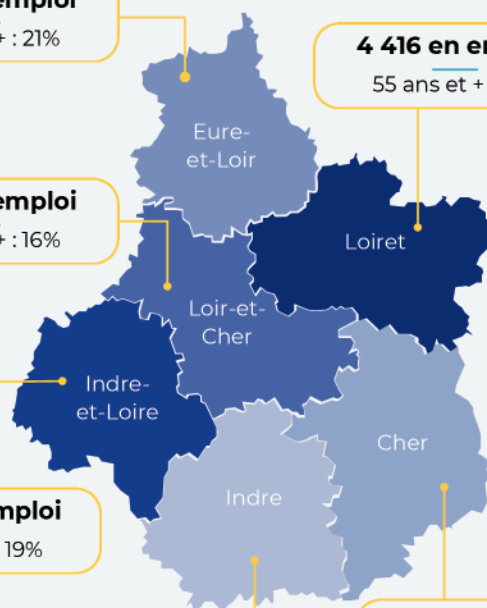 emploi
+ : 21%
4 416 en e
55 ans et +
Eure-
et-Loir
emploi
+ : 16%
Loiret
Loir-et-
Cher
Indre-
et-Loire
Cher
Indre
mploi
19%